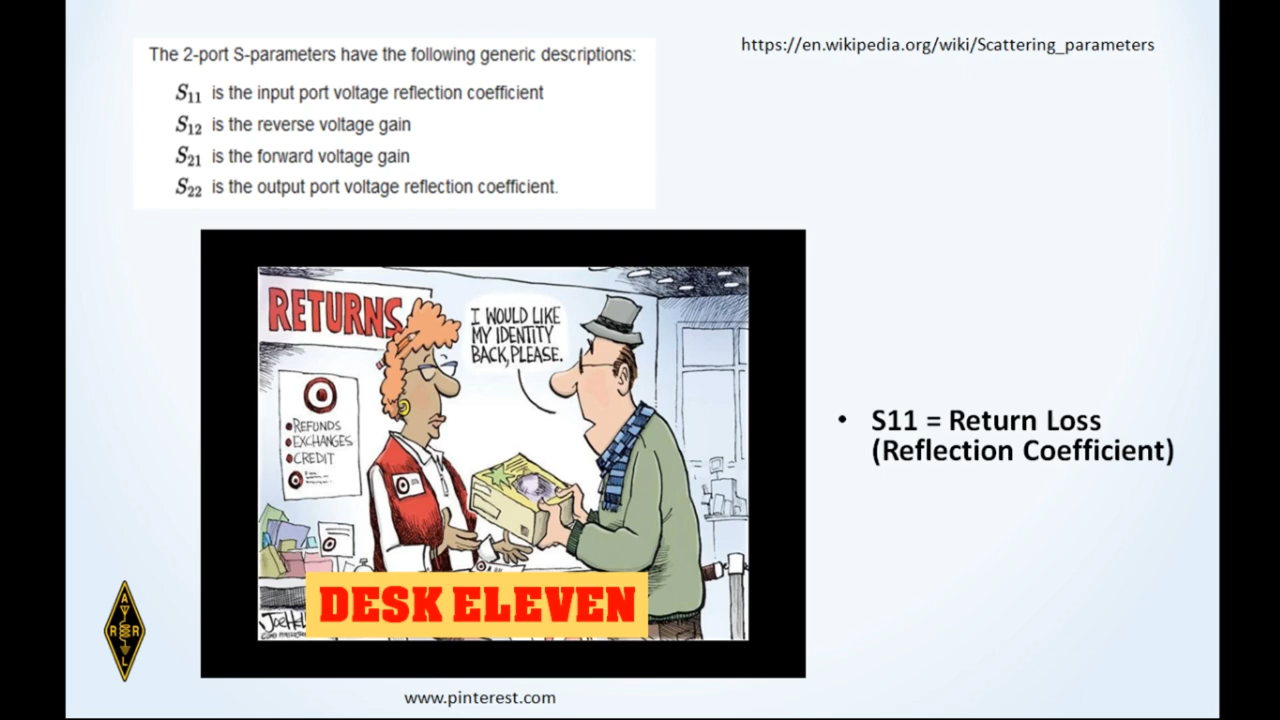 The 2-port S-parameters have the following generic descriptions:
https://en.wikipedia.org/wiki/Scattering_parameters
S11 is the input port voltage reflection coefficient
S12 is the reverse voltage gain
S21 is the forward voltage gain
S22 is the output port voltage reflection coefficient.
RETURNS
I WOULD LIKE
MY IDENTITY
BACK, PLEASE.
•REFUNDS
•EXCHANGES
•CREDIT
• S11 = Return Loss
(Reflection Coefficient)
DESK ELEVEN
A
R R
L
www.pinterest.com